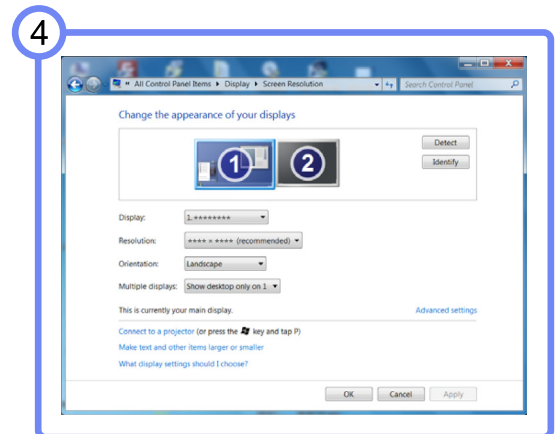 4
« All Control Panel Items ▸ Display ▸ Screen Resolution
Search Control Panel
Change the appearance of your displays
1 2
Detect
Identify
Display: 1.********
Resolution: **** × **** (recommended)
Orientation: Landscape
Multiple displays: Show desktop only on 1
This is currently your main display. Advanced settings
Connect to a projector (or press the key and tap P)
Make text and other items larger or smaller
What display settings should I choose?
OK Cancel Apply